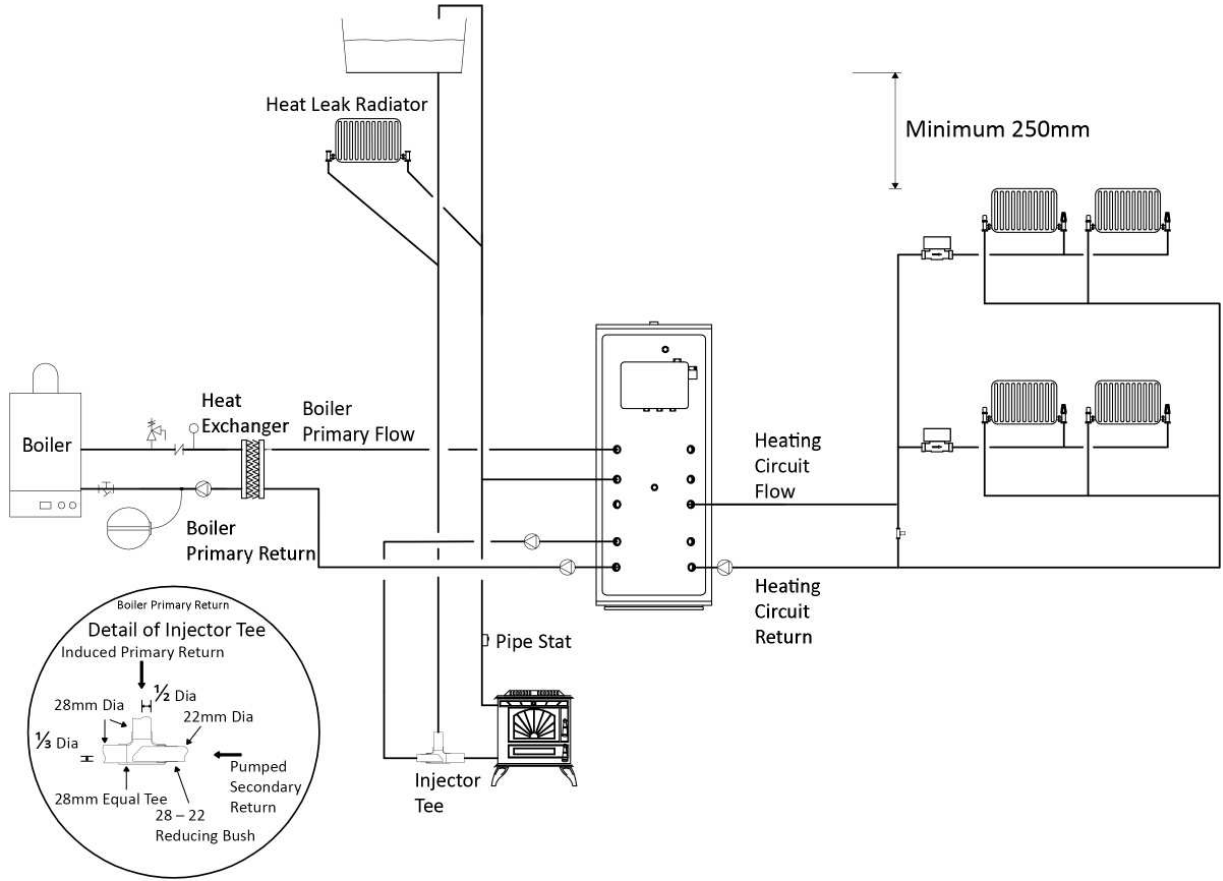 Heat Leak Radiator
Minimum 250mm
Boiler
Heat
Exchanger
Boiler
Primary Flow
Boiler
Primary Return
Heating
Circuit
Flow
Heating
Circuit
Return
Pipe Stat
Injector
Tee
Boiler Primary Return
Detail of Injector Tee
Induced Primary Return
½ Dia
28mm Dia
22mm Dia
⅓ Dia
Pumped
Secondary
Return
28mm Equal Tee
28 – 22
Reducing Bush